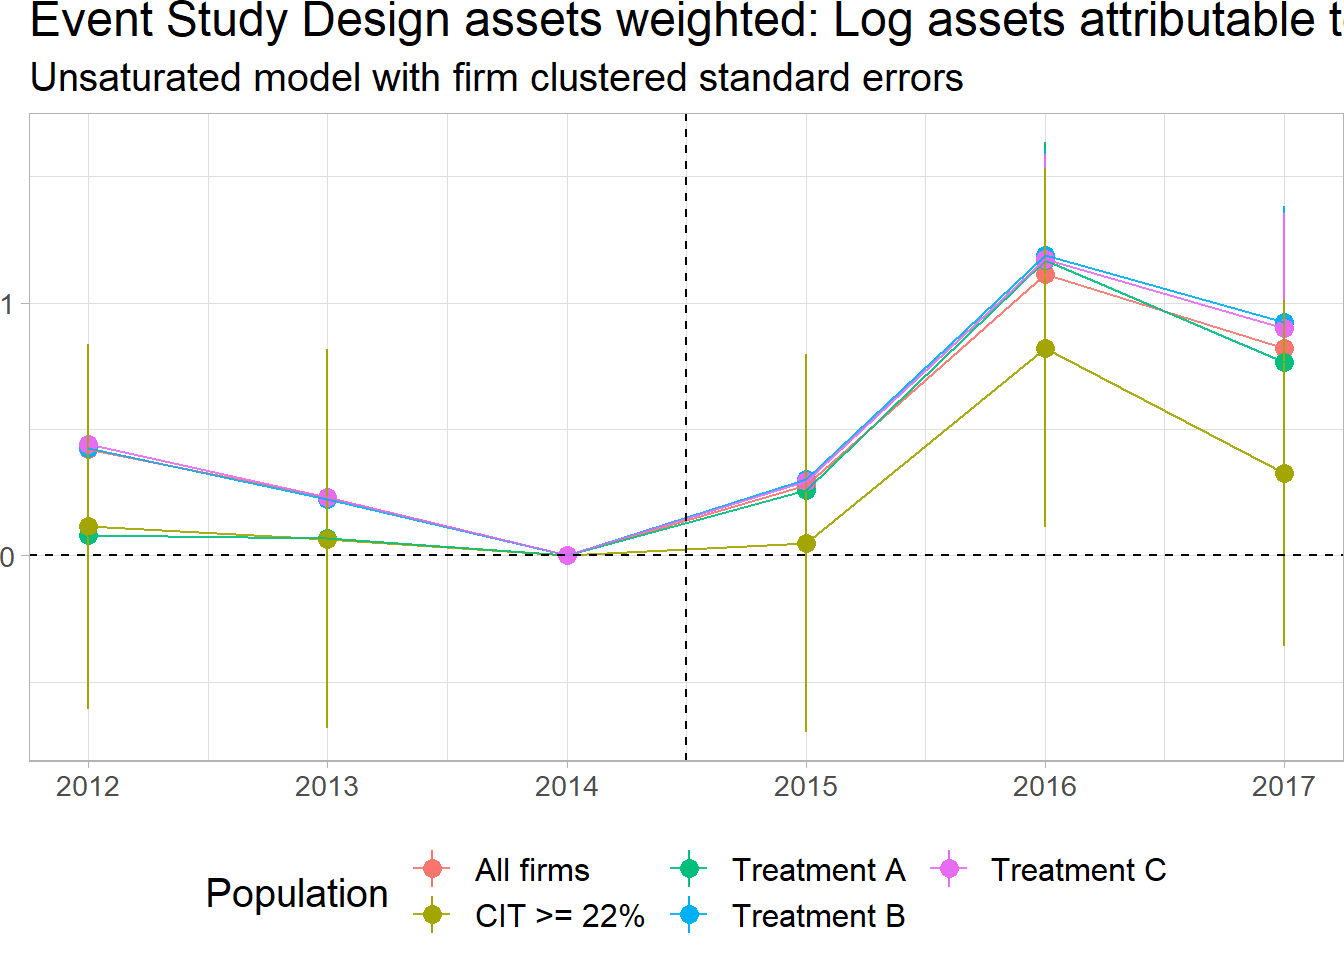 Event Study Design assets weighted: Log assets attributable t
Unsaturated model with firm clustered standard errors
1
0
2012 2013 2014 2015 2016 2017
Population
All firms Treatment A Treatment C
CIT >= 22% Treatment B